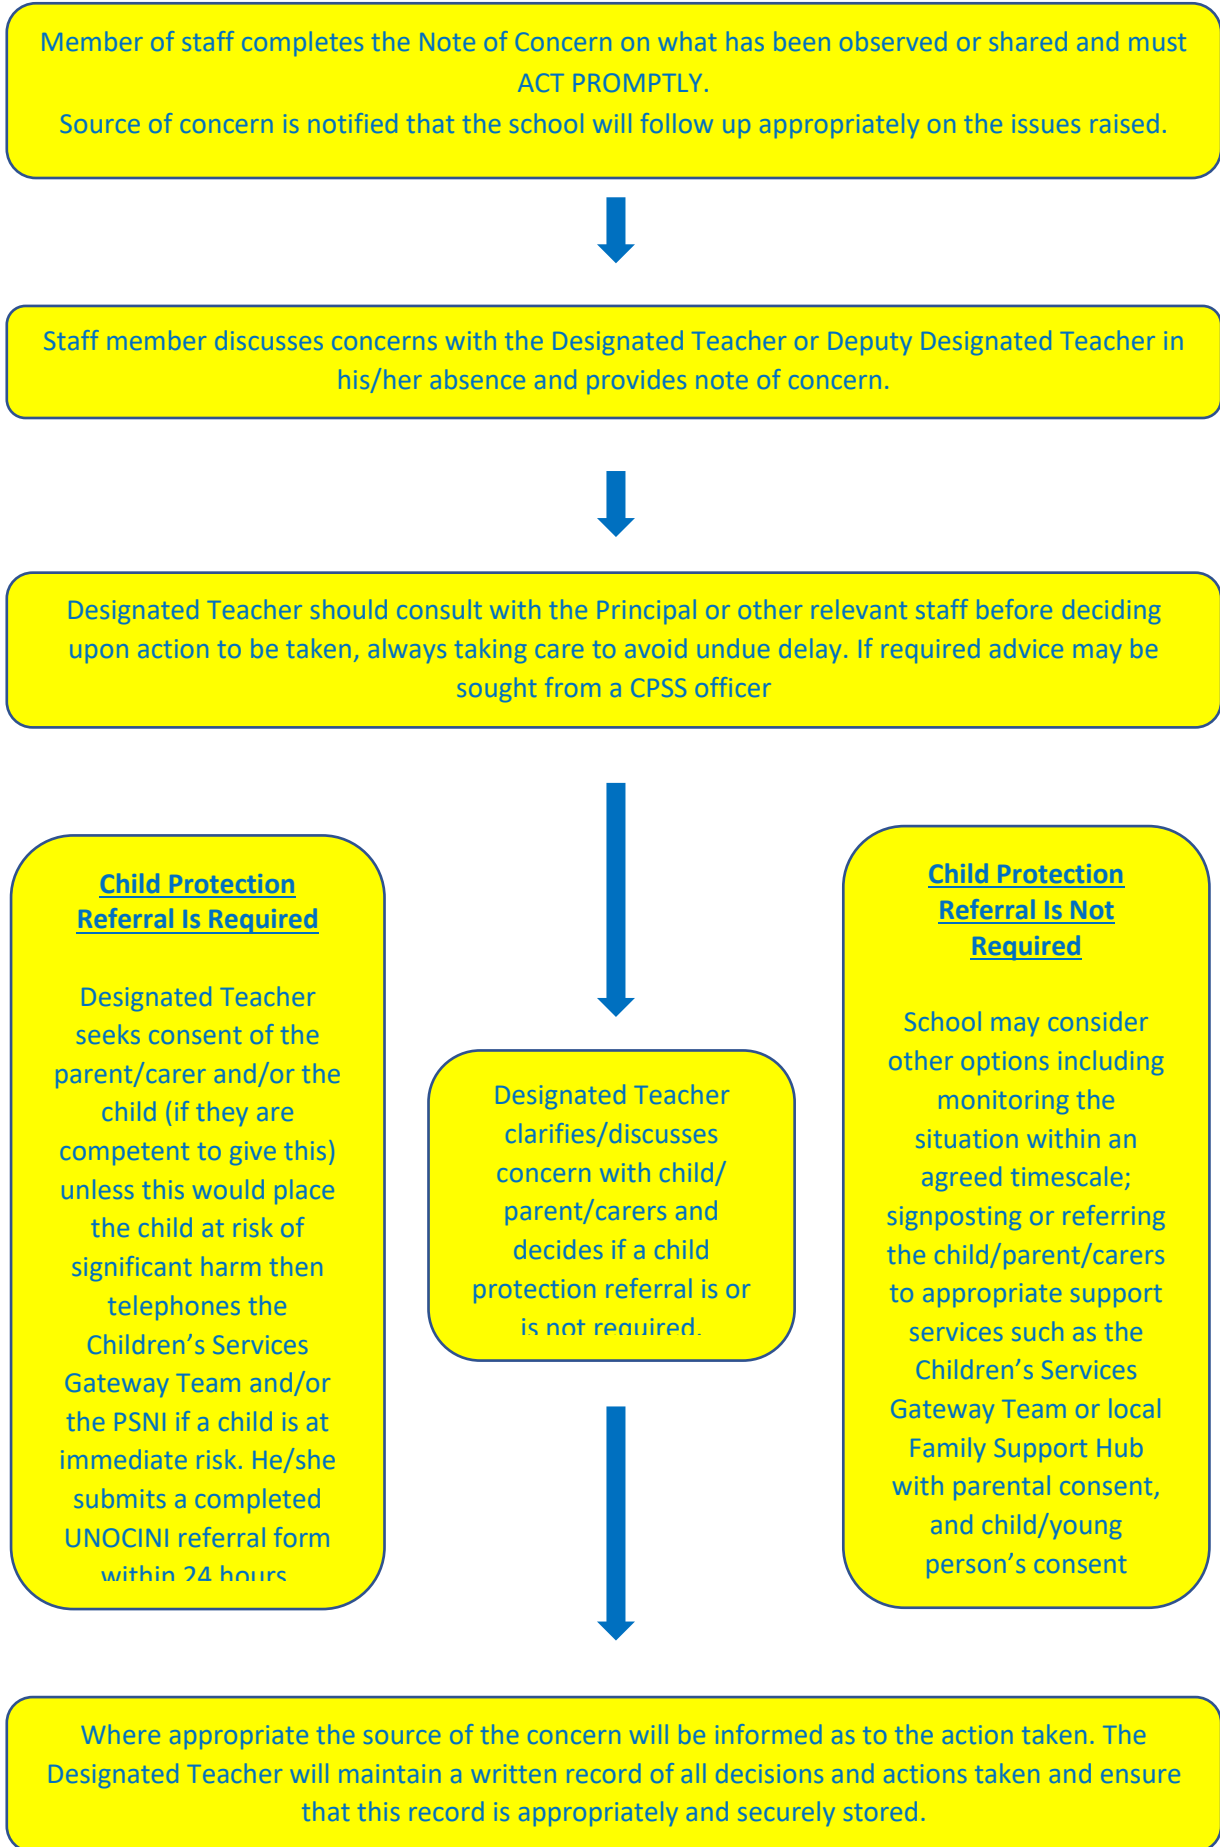 Member of staff completes the Note of Concern on what has been observed or shared and must
ACT PROMPTLY.
Source of concern is notified that the school will follow up appropriately on the issues raised.
Staff member discusses concerns with the Designated Teacher or Deputy Designated Teacher in
his/her absence and provides note of concern.
Designated Teacher should consult with the Principal or other relevant staff before deciding
upon action to be taken, always taking care to avoid undue delay. If required advice may be
sought from a CPSS officer
Child Protection
Referral Is Required
Designated Teacher
seeks consent of the
parent/carer and/or the
child (if they are
competent to give this)
unless this would place
the child at risk of
significant harm then
telephones the
Children’s Services
Gateway Team and/or
the PSNI if a child is at
immediate risk. He/she
submits a completed
UNOCINI referral form
within 24 hours
Designated Teacher
clarifies/discusses
concern with child/
parent/carers and
decides if a child
protection referral is or
is not required.
Child Protection
Referral Is Not
Required
School may consider
other options including
monitoring the
situation within an
agreed timescale;
signposting or referring
the child/parent/carers
to appropriate support
services such as the
Children’s Services
Gateway Team or local
Family Support Hub
with parental consent,
and child/young
person’s consent
Where appropriate the source of the concern will be informed as to the action taken. The
Designated Teacher will maintain a written record of all decisions and actions taken and ensure
that this record is appropriately and securely stored.